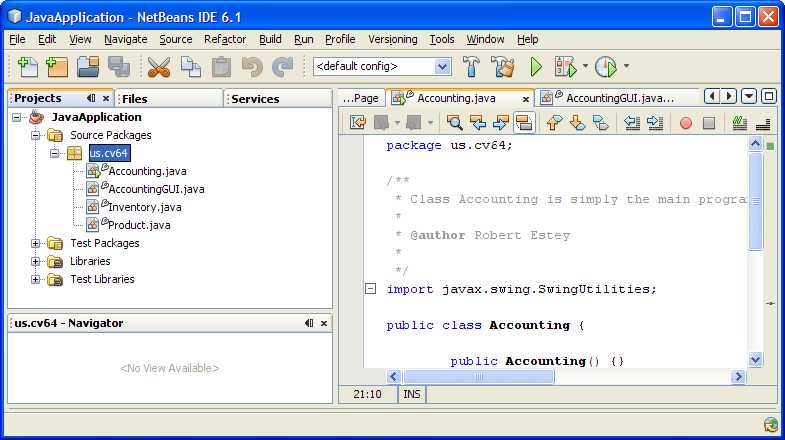 JavaApplication - NetBeans IDE 6.1
File Edit View Navigate Source Refactor Build Run Profile Versioning Tools Window Help
<default config>
Projects Files Services
...Page Accounting.java x AccountingGUI.java...
JavaApplication
Source Packages
us.cv64
Accounting.java
AccountingGUI.java
Inventory.java
Product.java
Test Packages
Libraries
Test Libraries
us.cv64 - Navigator x
<No View Available>
package us.cv64;
/**
* Class Accounting is simply the main progra
*
* @author Robert Estey
*
*/
import javax.swing.SwingUtilities;
public class Accounting {
public Accounting() {}
21:10 INS